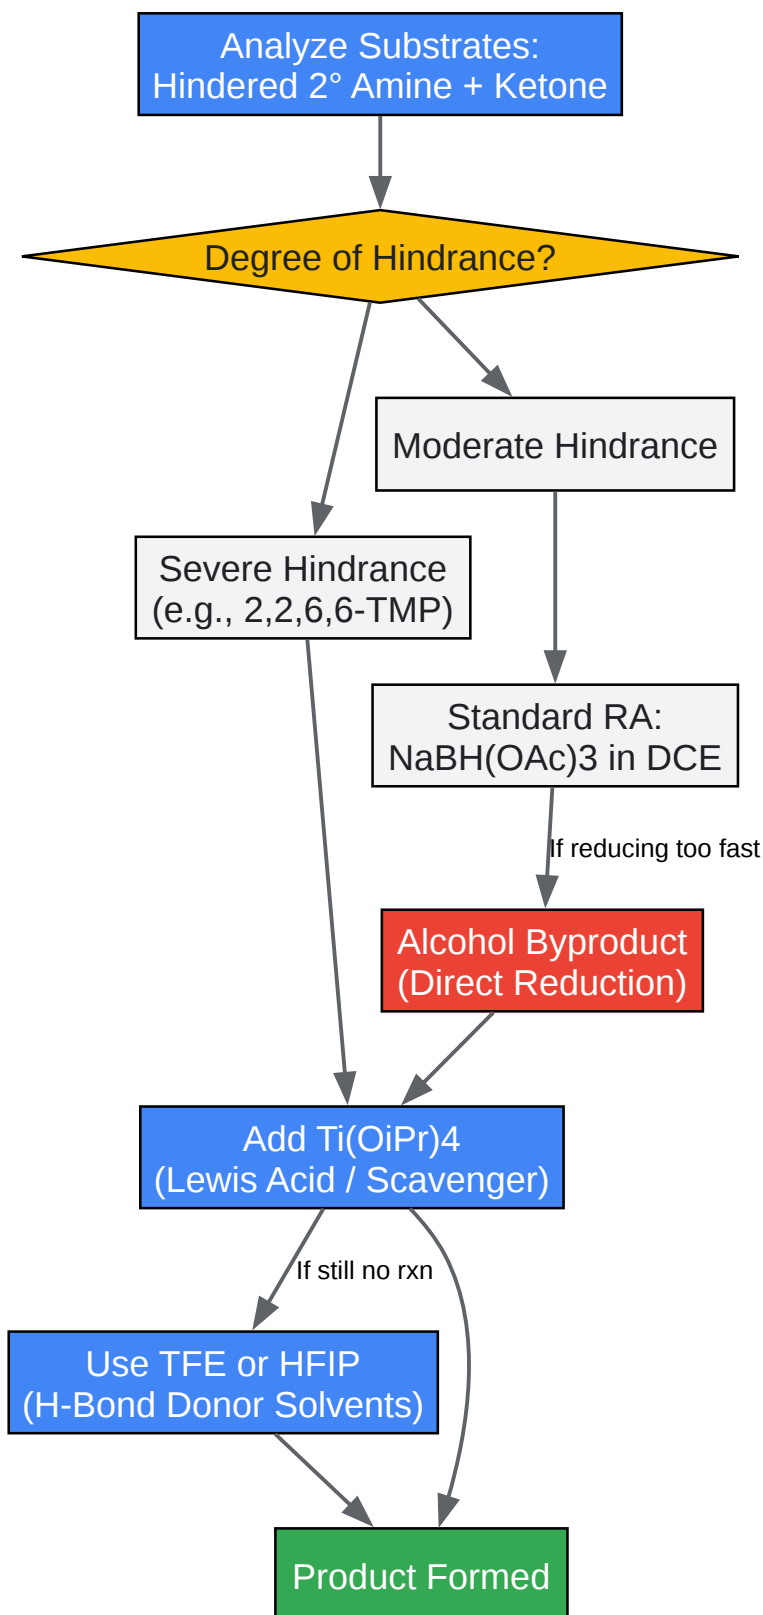 Analyze Substrates:
Hindered 2° Amine + Ketone
Degree of Hindrance?
Moderate Hindrance
Severe Hindrance
(e.g., 2,2,6,6-TMP)
Standard RA:
NaBH(OAc)3 in DCE
If reducing too fast
Alcohol Byproduct
(Direct Reduction)
Add Ti(OiPr)4
(Lewis Acid / Scavenger)
If still no rxn
Use TFE or HFIP
(H-Bond Donor Solvents)
Product Formed